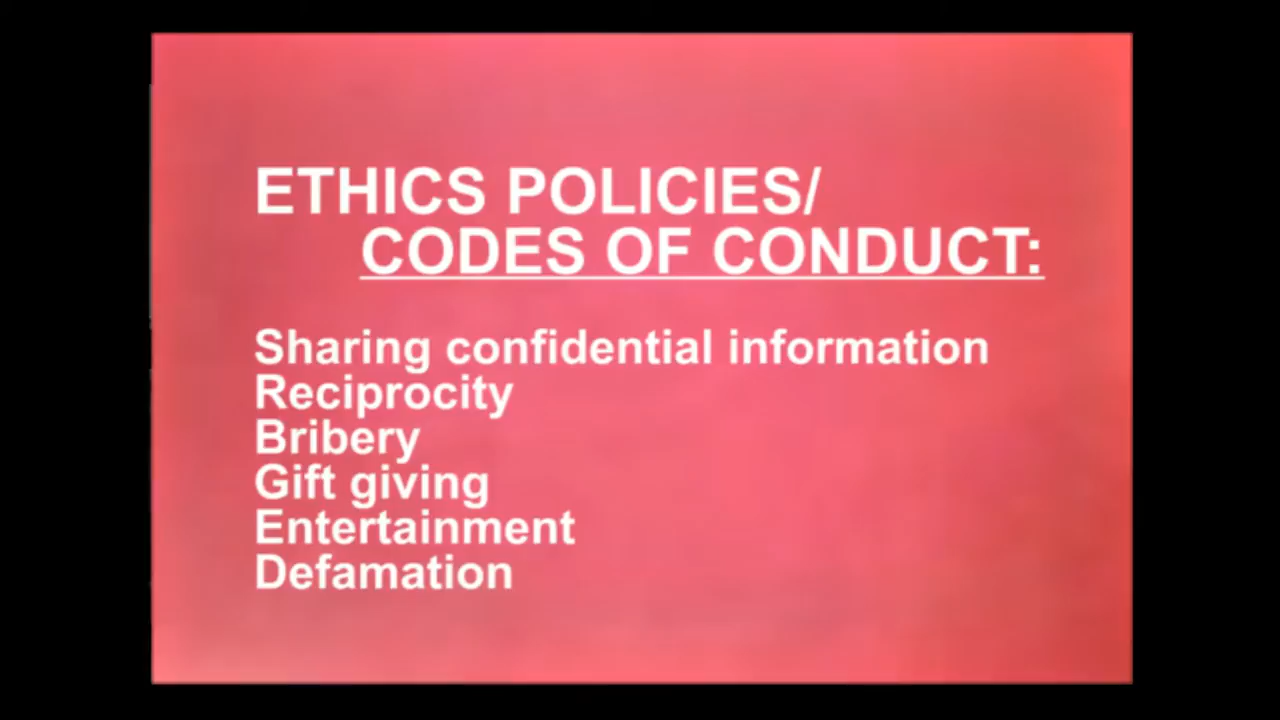 ETHICS POLICIES/
CODES OF CONDUCT:
Sharing confidential information
Reciprocity
Bribery
Gift giving
Entertainment
Defamation